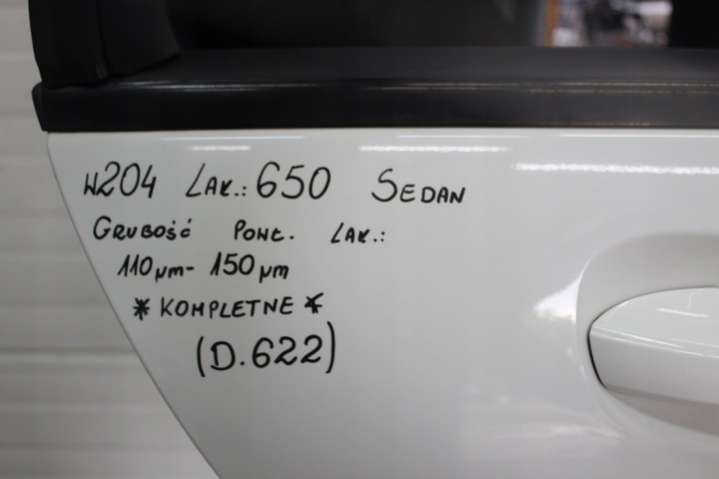 W204 LAK.: 650 SEDAN
GRUBOŚĆ POWŁ. LAK.:
110µm- 150µm
* KOMPLETNE *
(D.622)